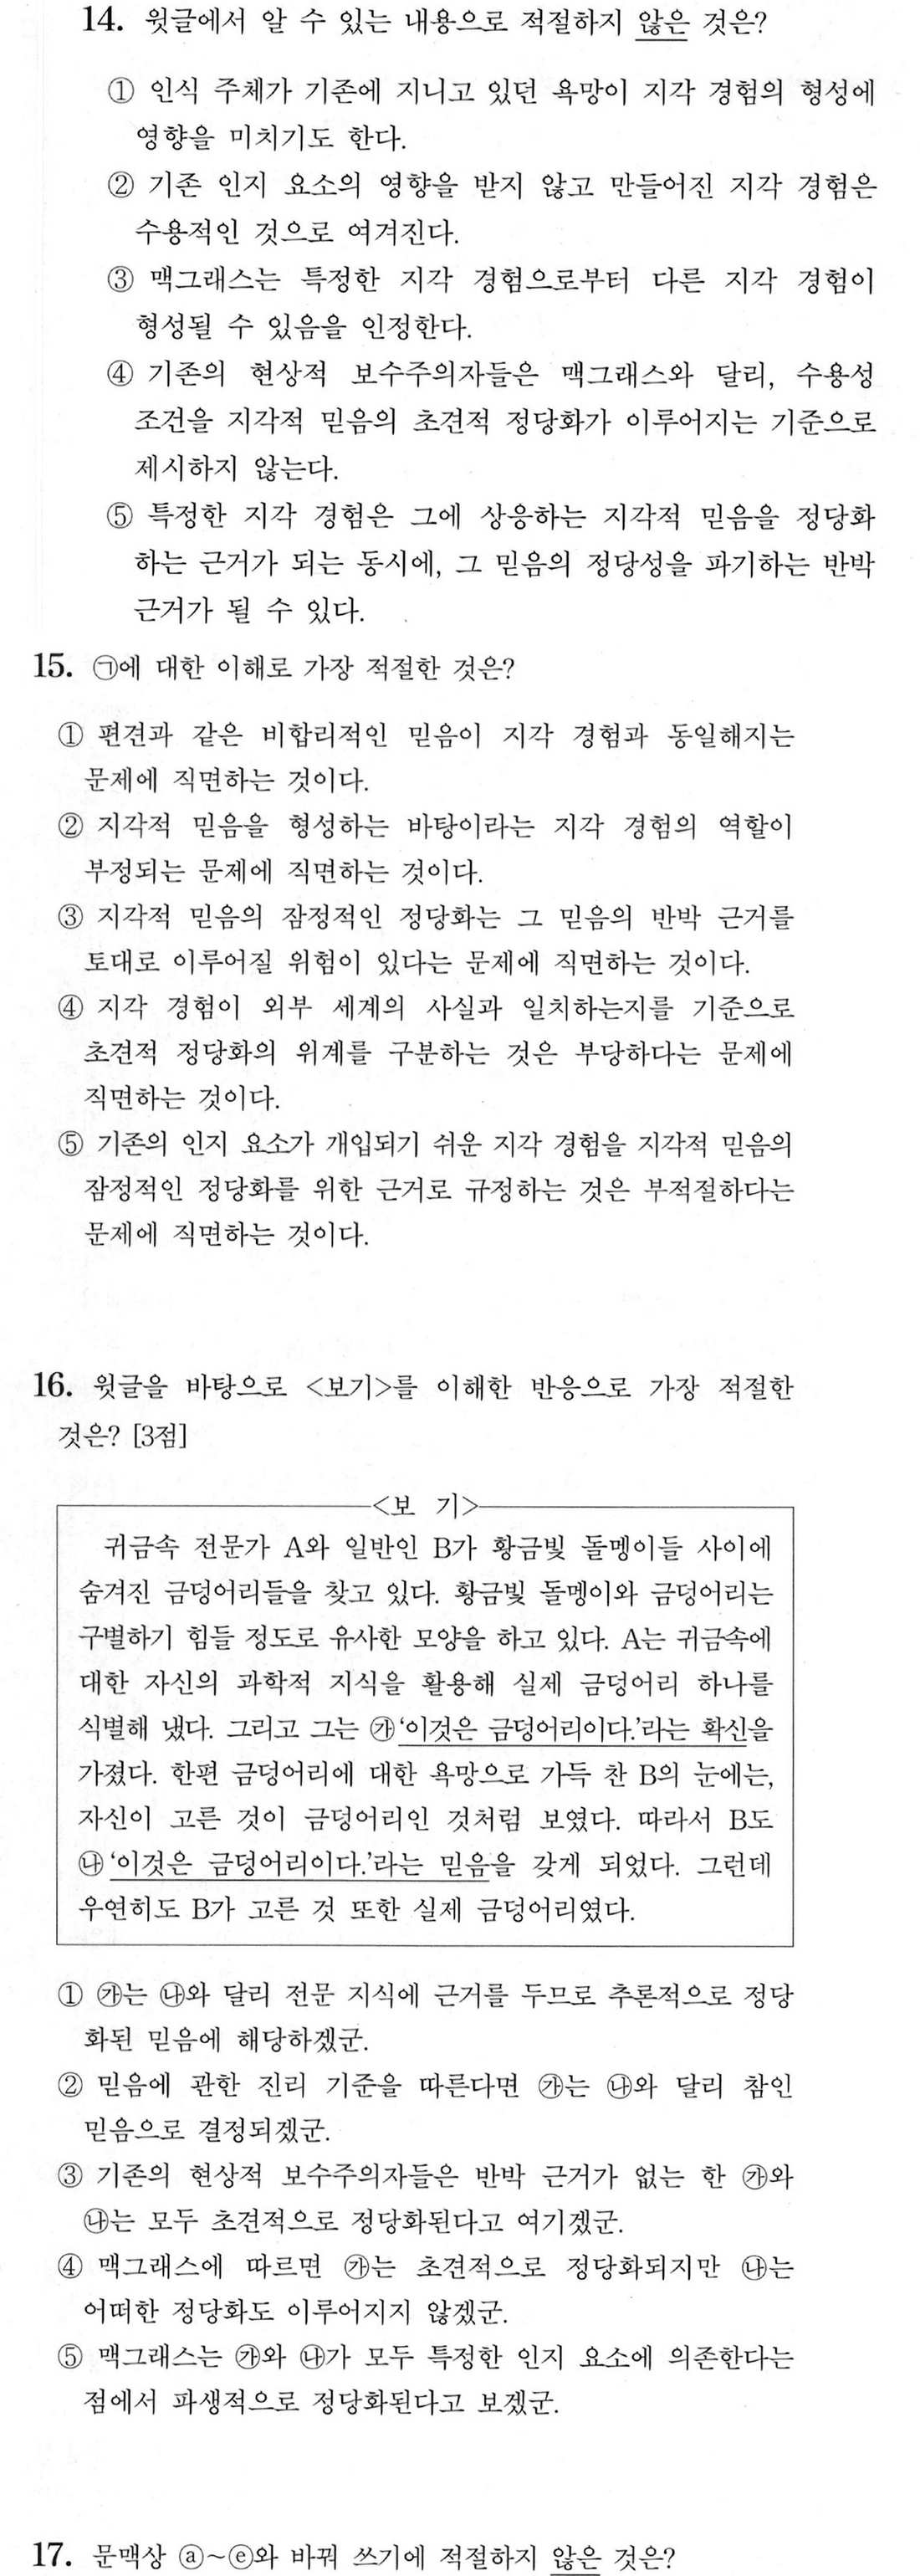 14. 윗글에서 알 수 있는 내용으로 적절하지 않은 것은?
① 인식 주체가 기존에 지니고 있던 욕망이 지각 경험의 형성에
영향을 미치기도 한다.
② 기존 인지 요소의 영향을 받지 않고 만들어진 지각 경험은
수용적인 것으로 여겨진다.
③ 맥그래스는 특정한 지각 경험으로부터 다른 지각 경험이
형성될 수 있음을 인정한다.
④ 기존의 현상적 보수주의자들은 맥그래스와 달리, 수용성
조건을 지각적 믿음의 초견적 정당화가 이루어지는 기준으로
제시하지 않는다.
⑤ 특정한 지각 경험은 그에 상응하는 지각적 믿음을 정당화
하는 근거가 되는 동시에, 그 믿음의 정당성을 파기하는 반박
근거가 될 수 있다.
15. ㉠에 대한 이해로 가장 적절한 것은?
① 편견과 같은 비합리적인 믿음이 지각 경험과 동일해지는
문제에 직면하는 것이다.
② 지각적 믿음을 형성하는 바탕이라는 지각 경험의 역할이
부정되는 문제에 직면하는 것이다.
③ 지각적 믿음의 잠정적인 정당화는 그 믿음의 반박 근거를
토대로 이루어질 위험이 있다는 문제에 직면하는 것이다.
④ 지각 경험이 외부 세계의 사실과 일치하는지를 기준으로
초견적 정당화의 위계를 구분하는 것은 부당하다는 문제에
직면하는 것이다.
⑤ 기존의 인지 요소가 개입되기 쉬운 지각 경험을 지각적 믿음의
잠정적인 정당화를 위한 근거로 규정하는 것은 부적절하다는
문제에 직면하는 것이다.
16. 윗글을 바탕으로 <보기>를 이해한 반응으로 가장 적절한
것은? [3점]
<보 기>
귀금속 전문가 A와 일반인 B가 황금빛 돌멩이들 사이에
숨겨진 금덩어리들을 찾고 있다. 황금빛 돌멩이와 금덩어리는
구별하기 힘들 정도로 유사한 모양을 하고 있다. A는 귀금속에
대한 자신의 과학적 지식을 활용해 실제 금덩어리 하나를
식별해 냈다. 그리고 그는 ㉮'이것은 금덩어리이다.'라는 확신을
가졌다. 한편 금덩어리에 대한 욕망으로 가득 찬 B의 눈에는,
자신이 고른 것이 금덩어리인 것처럼 보였다. 따라서 B도
㉯'이것은 금덩어리이다.'라는 믿음을 갖게 되었다. 그런데
우연히도 B가 고른 것 또한 실제 금덩어리였다.
① ㉮는 ㉯와 달리 전문 지식에 근거를 두므로 추론적으로 정당
화된 믿음에 해당하겠군.
② 믿음에 관한 진리 기준을 따른다면 ㉮는 ㉯와 달리 참인
믿음으로 결정되겠군.
③ 기존의 현상적 보수주의자들은 반박 근거가 없는 한 ㉮와
㉯는 모두 초견적으로 정당화된다고 여기겠군.
④ 맥그래스에 따르면 ㉮는 초견적으로 정당화되지만 ㉯는
어떠한 정당화도 이루어지지 않겠군.
⑤ 맥그래스는 ㉮와 ㉯가 모두 특정한 인지 요소에 의존한다는
점에서 파생적으로 정당화된다고 보겠군.
17. 문맥상 ⓐ~ⓔ와 바꿔 쓰기에 적절하지 않은 것은?